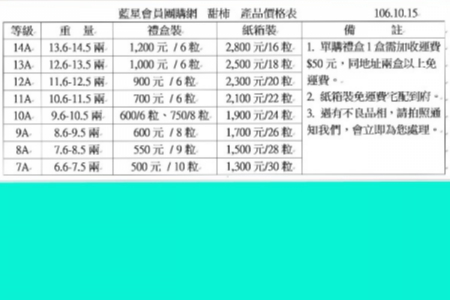 藍星會員團購網 甜柿 產品價格表 106.10.15
等級 重 量 禮盒裝 紙箱裝 備 註
14A 13.6-14.5 兩 1,200 元 / 6 粒 2,800 元/16 粒
13A 12.6-13.5 兩 1,000 元 / 6 粒 2,500 元/18 粒
12A 11.6-12.5 兩 900 元 / 6 粒 2,300 元/20 粒
11A 10.6-11.5 兩 700 元 / 6 粒 2,100 元/22 粒
10A 9.6-10.5 兩 600/6 粒、750/8 粒 1,900 元/24 粒
9A 8.6-9.5 兩 600 元 / 8 粒 1,700 元/26 粒
8A 7.6-8.5 兩 550 元 / 9 粒 1,500 元/28 粒
7A 6.6-7.5 兩 500 元 / 10 粒 1,300 元/30 粒
1. 單購禮盒 1 盒需加收運費
$50 元，同地址兩盒以上免
運費。
2. 紙箱裝免運費宅配到府。
3. 遇有不良品相，請拍照通
知我們，會立即為您處理。